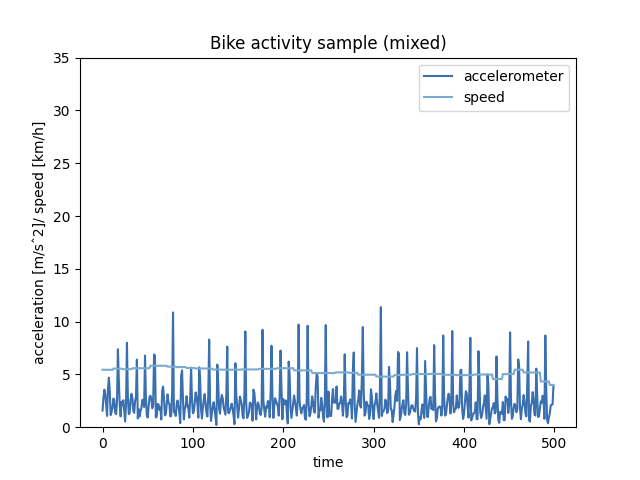 Bike activity sample (mixed)
accelerometer
speed
acceleration [m/sˆ2]/ speed [km/h]
35
30
25
20
15
10
5
0
0 100 200 300 400 500
time